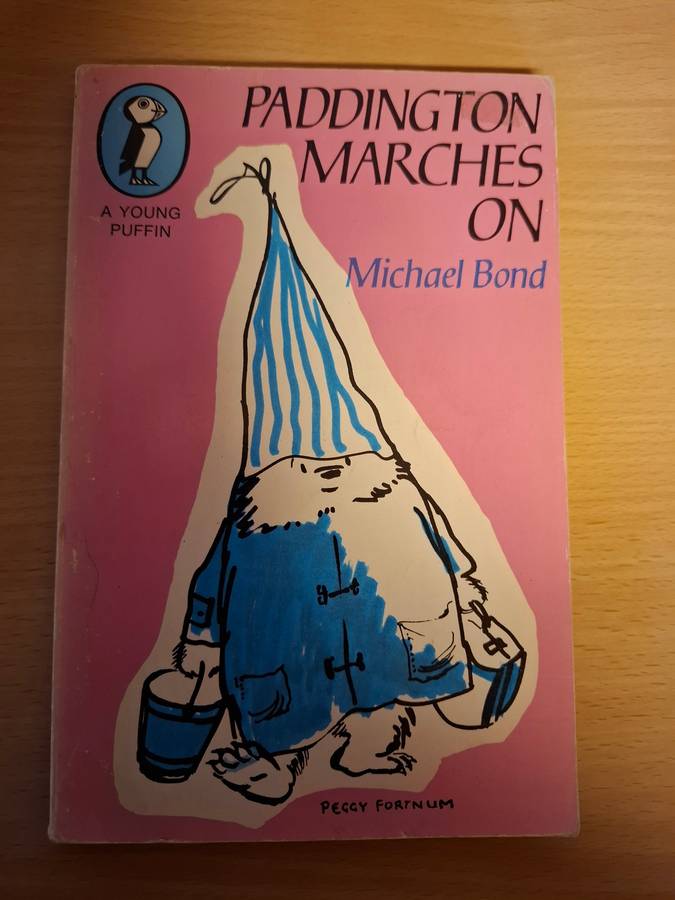 PADDINGTON
MARCHES
ON
Michael Bond
A YOUNG
PUFFIN
PEGGY FORTNUM